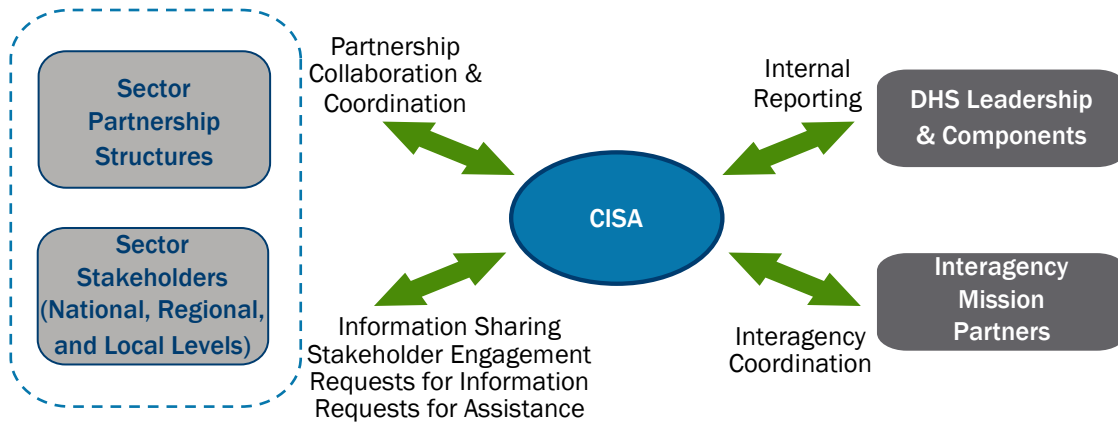 Sector
Partnership
Structures
Sector
Stakeholders
(National, Regional,
and Local Levels)
Partnership
Collaboration &
Coordination
Information Sharing
Stakeholder Engagement
Requests for Information
Requests for Assistance
CISA
Internal
Reporting
DHS Leadership
& Components
Interagency
Coordination
Interagency
Mission
Partners